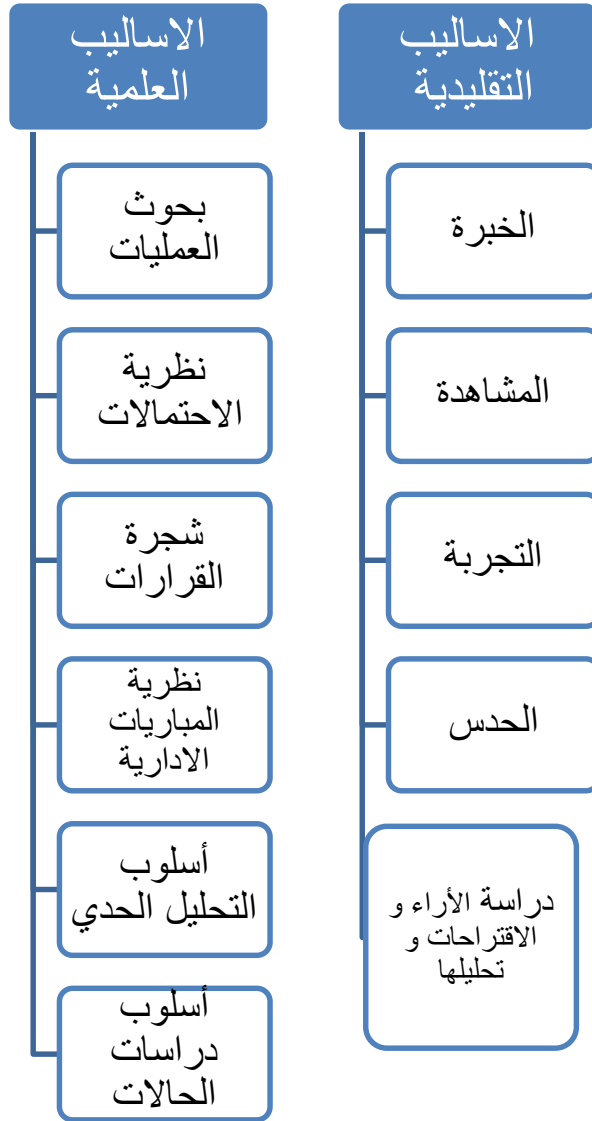 الاساليب
التقليدية
الخبرة
المشاهدة
التجربة
الحدس
دراسة الأراء و
الاقتراحات و
تحليلها
الاساليب
العلمية
بحوث
العمليات
نظرية
الاحتمالات
شجرة
القرارات
نظرية
المباريات
الادارية
أسلوب
التحليل الحدي
أسلوب
دراسات
الحالات